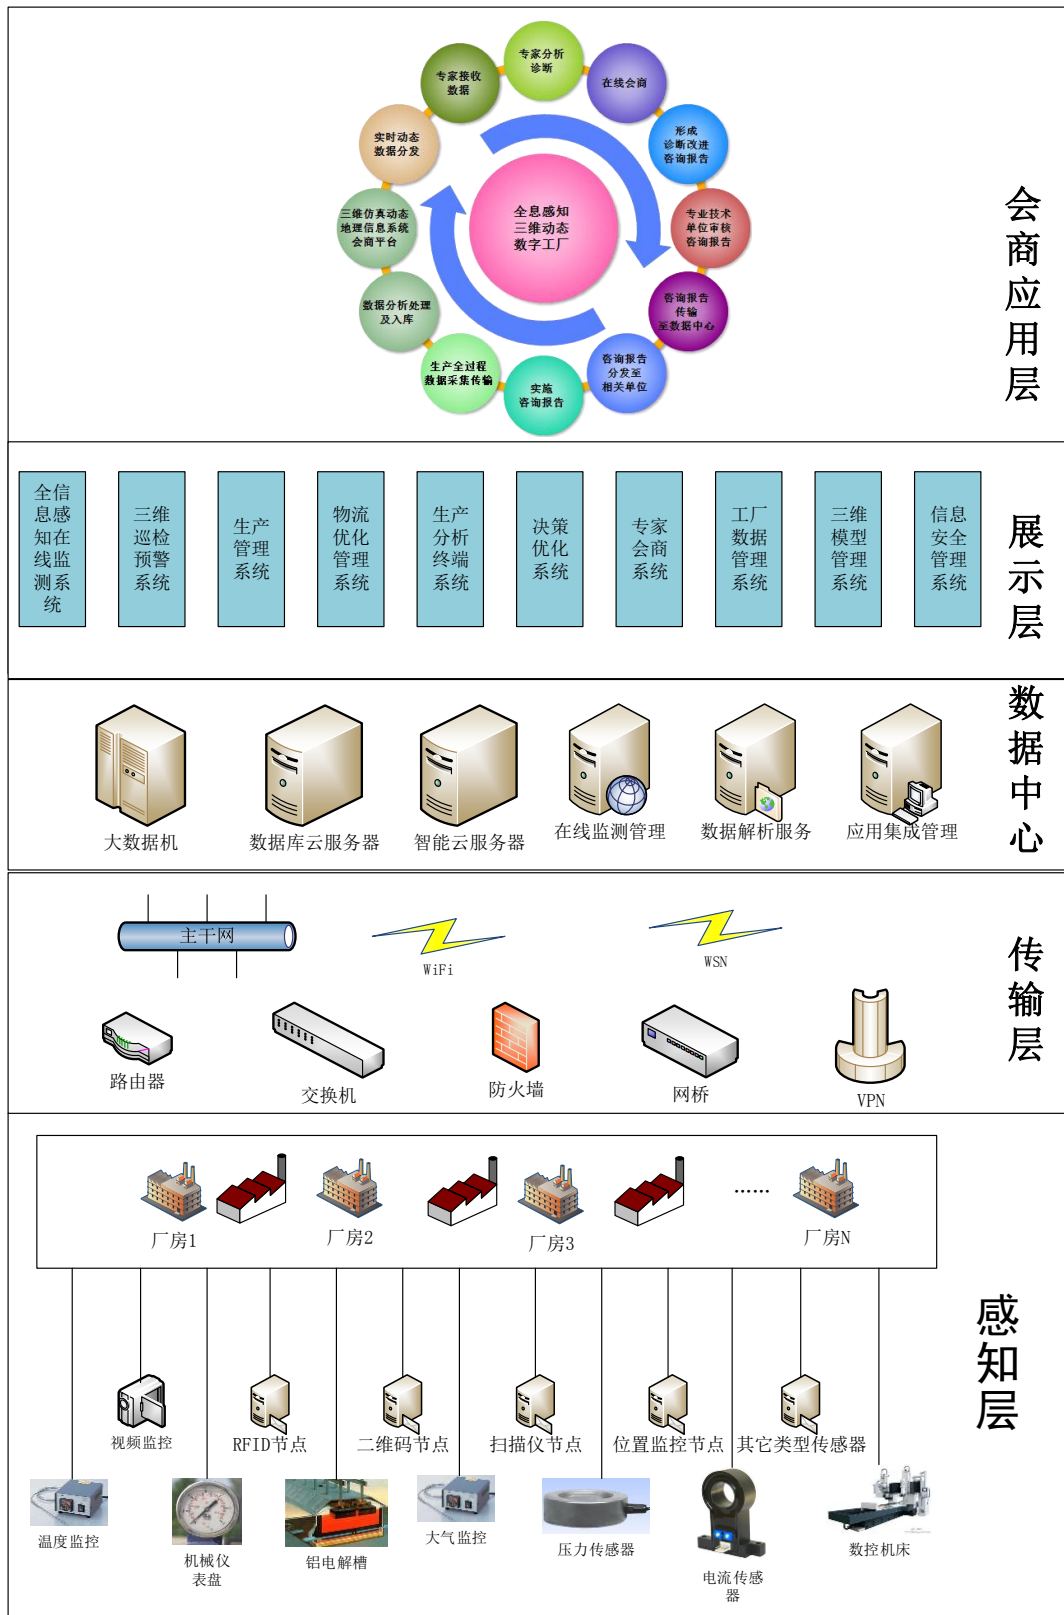 专家分析
诊断
专家接收
数据
在线会商
实时动态
数据分发
形成
诊断改进
咨询报告
三维仿真动态
地理信息系统
会商平台
全息感知
三维动态
数字工厂
专业技术
单位审核
咨询报告
数据分析处理
及入库
咨询报告
传输
至数据中心
生产全过程
数据采集传输
实施
咨询报告
咨询报告
分发至
相关单位
会商应用层
全信
息感
知在
线监
测系
统
三维
巡检
预警
系统
生产
管理
系统
物流
优化
管理
系统
生产
分析
终端
系统
决策
优化
系统
专家
会商
系统
工厂
数据
管理
系统
三维
模型
管理
系统
信息
安全
管理
系统
展示层
大数据机
数据库云服务器
智能云服务器
在线监测管理
数据解析服务
应用集成管理
数据中心
主干网
WiFi
WSN
路由器
交换机
防火墙
网桥
VPN
传输层
厂房1
厂房2
厂房3
......
厂房N
视频监控
RFID节点
二维码节点
扫描仪节点
位置监控节点
其它类型传感器
温度监控
机械仪
表盘
铝电解槽
大气监控
压力传感器
电流传感
器
数控机床
感知层